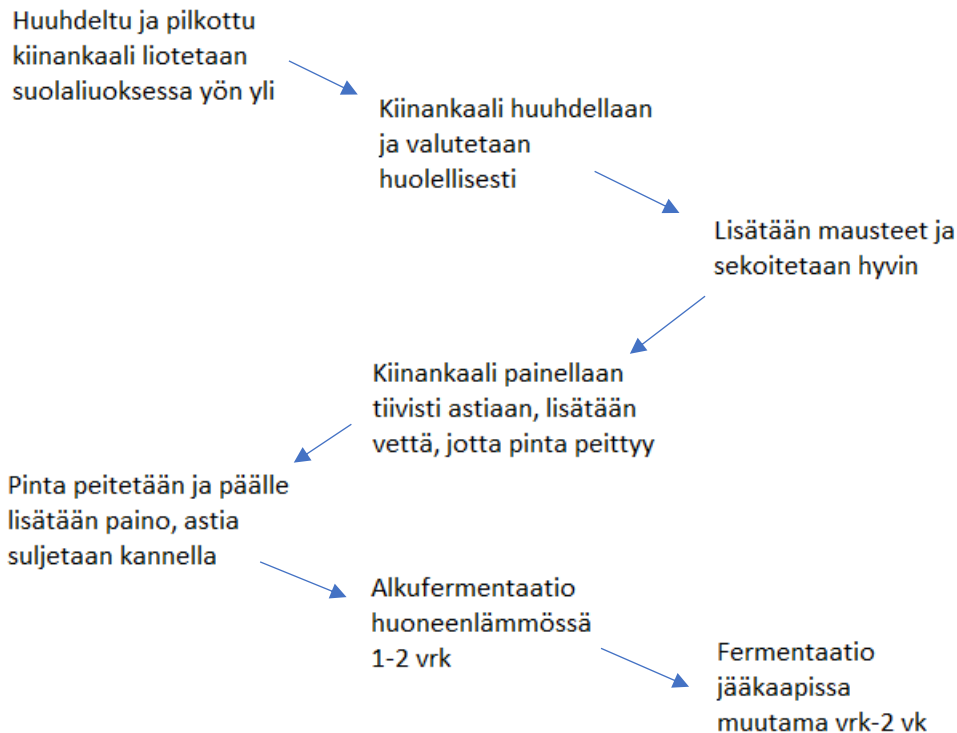 Huuhdeltu ja pilkottu
kiinankaali liotetaan
suolaliuoksessa yön yli
Kiinankaali huuhdellaan
ja valutetaan
huolellisesti
Lisätään mausteet ja
sekoitetaan hyvin
Kiinankaali painellaan
tiivisti astiaan, lisätään
vettä, jotta pinta peittyy
Pinta peitetään ja päälle
lisätään paino, astia
suljetaan kannella
Alkufermentaatio
huoneenlämmössä
1-2 vrk
Fermentaatio
jääkaapissa
muutama vrk-2 vk